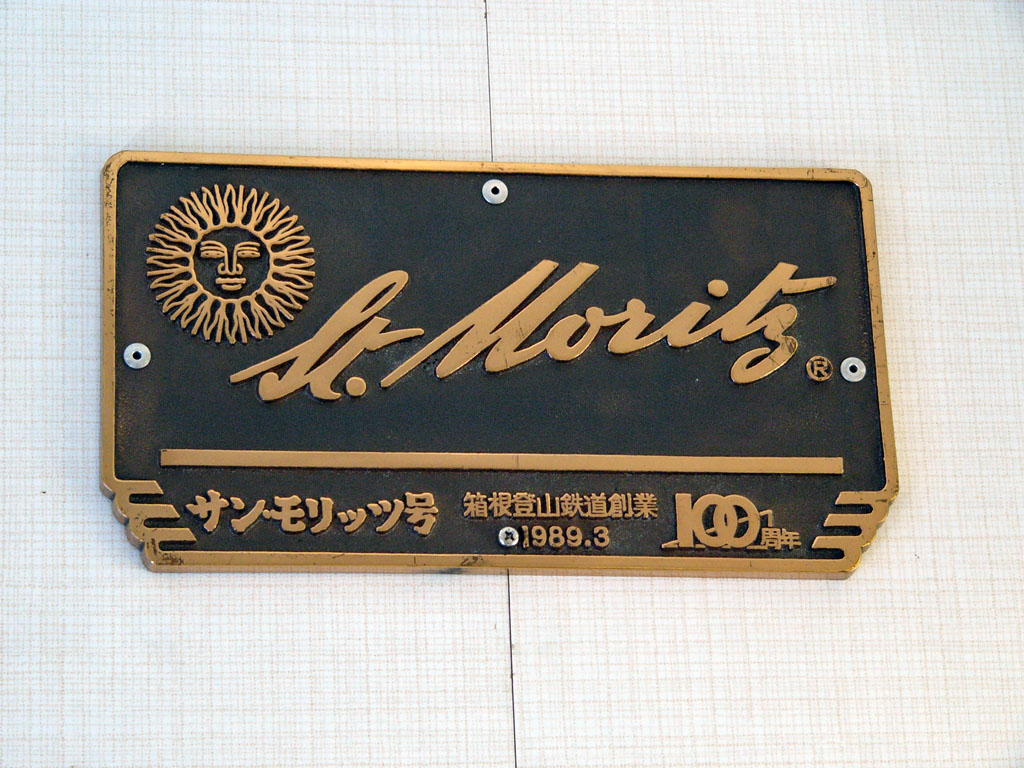 St. Moritz ®
サン・モリッツ号
箱根登山鉄道創業
1989.3
100周年